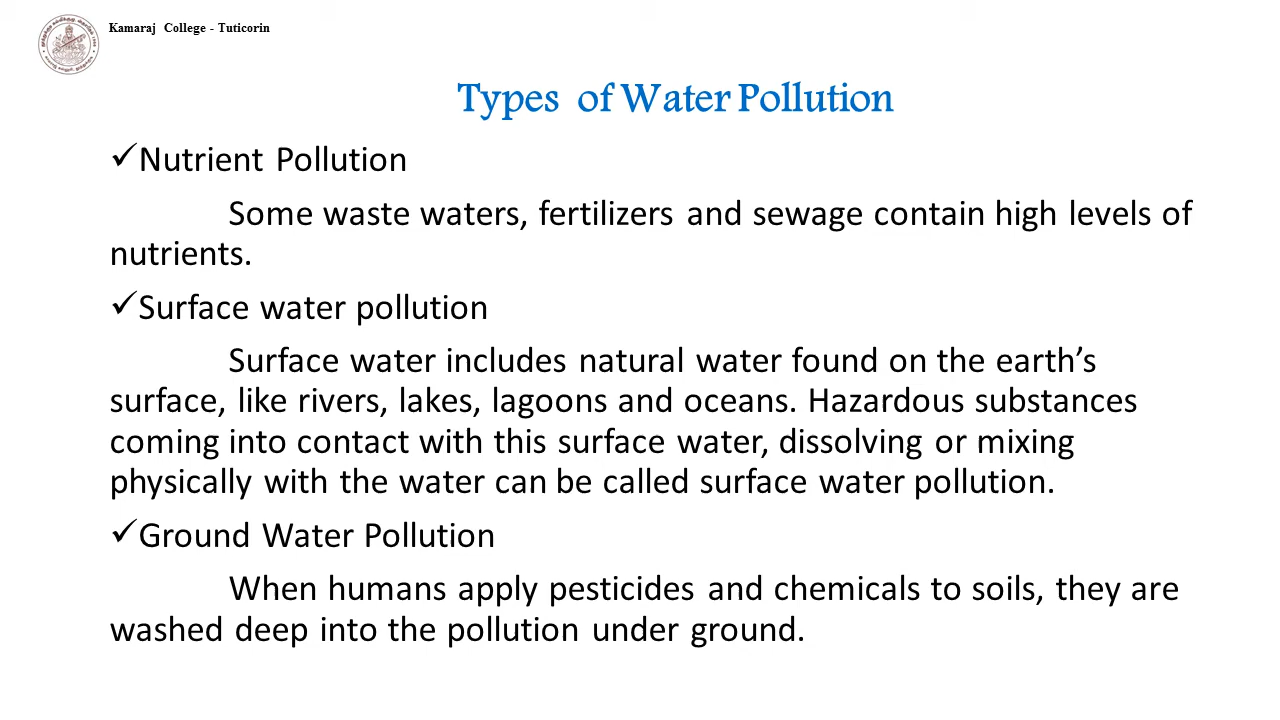 Kamaraj College - Tuticorin
Types of Water Pollution
✓Nutrient Pollution
Some waste waters, fertilizers and sewage contain high levels of
nutrients.
✓Surface water pollution
Surface water includes natural water found on the earth’s
surface, like rivers, lakes, lagoons and oceans. Hazardous substances
coming into contact with this surface water, dissolving or mixing
physically with the water can be called surface water pollution.
✓Ground Water Pollution
When humans apply pesticides and chemicals to soils, they are
washed deep into the pollution under ground.